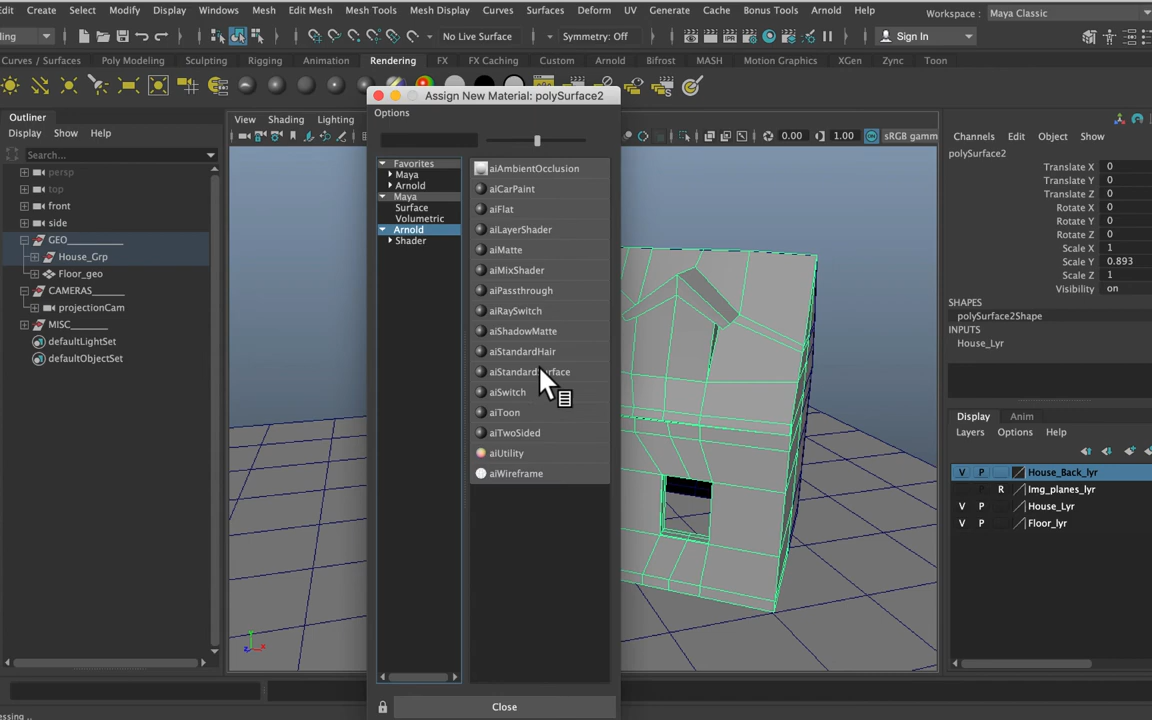 Create Select Modify Display Windows Mesh Edit Mesh Mesh Tools Mesh Display Curves Surfaces Deform UV Generate Cache Bonus Tools Arnold Help Workspace : Maya Classic
No Live Surface Symmetry: Off Sign In
Curves / Surfaces Poly Modeling Sculpting Rigging Animation Rendering FX FX Caching Custom Arnold Bifrost MASH Motion Graphics XGen Zync Toon
Assign New Material: polySurface2
Options
Outliner
Display Show Help
Search...
persp
top
front
side
GEO
House_Grp
Floor_geo
CAMERAS
projectionCam
MISC
defaultLightSet
defaultObjectSet
View Shading Lighting
0.00 1.00 sRGB gamm
Favorites
Maya
Arnold
Maya
Surface
Volumetric
Arnold
Shader
aiAmbientOcclusion
aiCarPaint
aiFlat
aiLayerShader
aiMatte
aiMixShader
aiPassthrough
aiRaySwitch
aiShadowMatte
aiStandardHair
aiStandardSurface
aiSwitch
aiToon
aiTwoSided
aiUtility
aiWireframe
Close
Channels Edit Object Show
polySurface2
Translate X 0
Translate Y 0
Translate Z 0
Rotate X 0
Rotate Y 0
Rotate Z 0
Scale X 1
Scale Y 0.893
Scale Z 1
Visibility on
SHAPES
polySurface2Shape
INPUTS
House_Lyr
Display Anim
Layers Options Help
V P House_Back_lyr
R Img_planes_lyr
V P House_Lyr
V P Floor_lyr